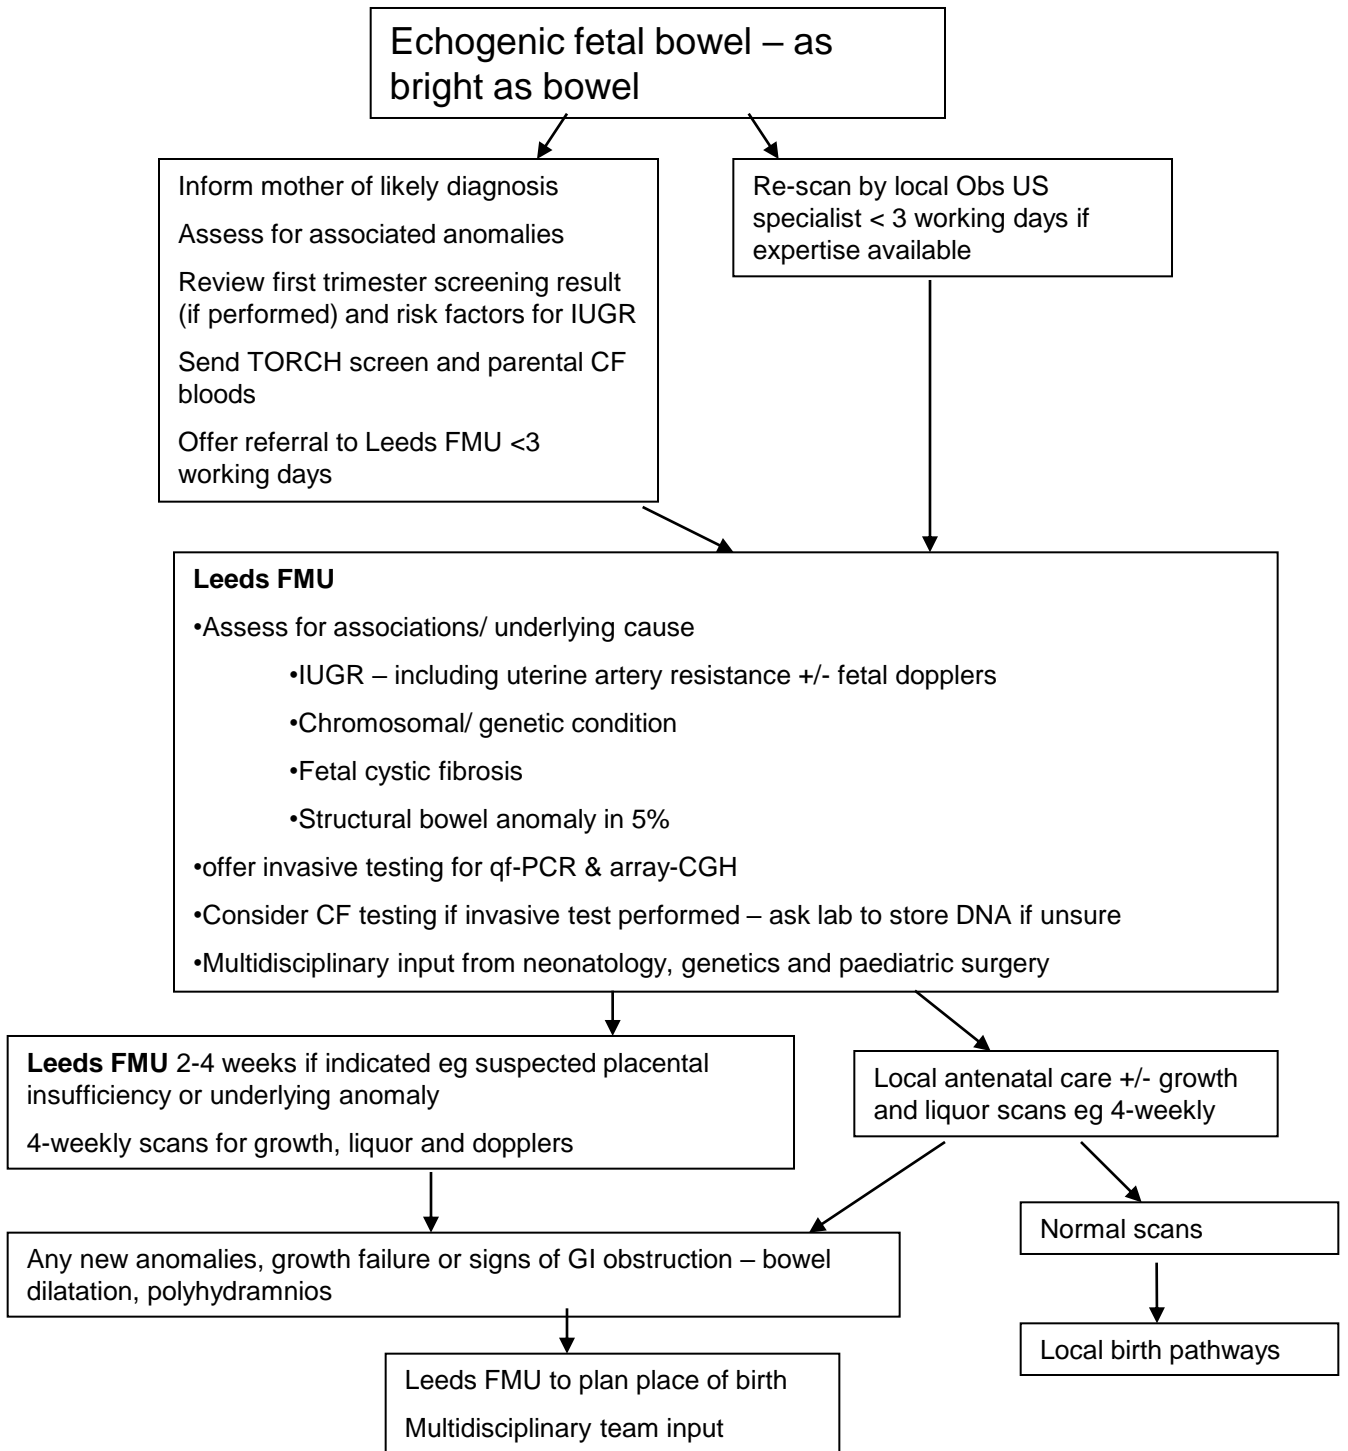 Echogenic fetal bowel – as
bright as bowel
Inform mother of likely diagnosis
Assess for associated anomalies
Review first trimester screening result
(if performed) and risk factors for IUGR
Send TORCH screen and parental CF
bloods
Offer referral to Leeds FMU <3
working days
Re-scan by local Obs US
specialist < 3 working days if
expertise available
Leeds FMU
•Assess for associations/ underlying cause
•IUGR – including uterine artery resistance +/- fetal dopplers
•Chromosomal/ genetic condition
•Fetal cystic fibrosis
•Structural bowel anomaly in 5%
•offer invasive testing for qf-PCR & array-CGH
•Consider CF testing if invasive test performed – ask lab to store DNA if unsure
•Multidisciplinary input from neonatology, genetics and paediatric surgery
Leeds FMU 2-4 weeks if indicated eg suspected placental
insufficiency or underlying anomaly
4-weekly scans for growth, liquor and dopplers
Local antenatal care +/- growth
and liquor scans eg 4-weekly
Any new anomalies, growth failure or signs of GI obstruction – bowel
dilatation, polyhydramnios
Normal scans
Local birth pathways
Leeds FMU to plan place of birth
Multidisciplinary team input